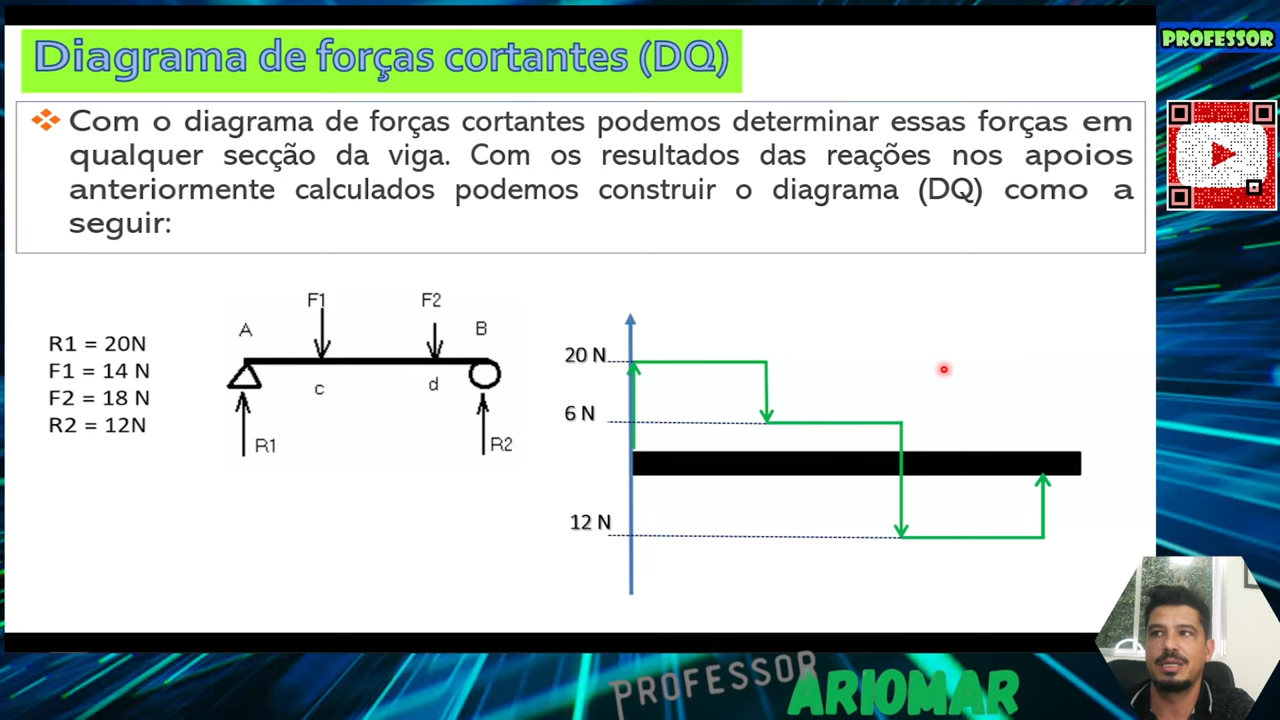 Diagrama de forças cortantes (DQ)
PROFESSOR
Com o diagrama de forças cortantes podemos determinar essas forças em
qualquer secção da viga. Com os resultados das reações nos apoios
anteriormente calculados podemos construir o diagrama (DQ) como a
seguir:
R1 = 20N
F1 = 14 N
F2 = 18 N
R2 = 12N
F1
F2
A
B
c
d
R1
R2
20 N
6 N
12 N
PROFESSOR
ARIOMAR